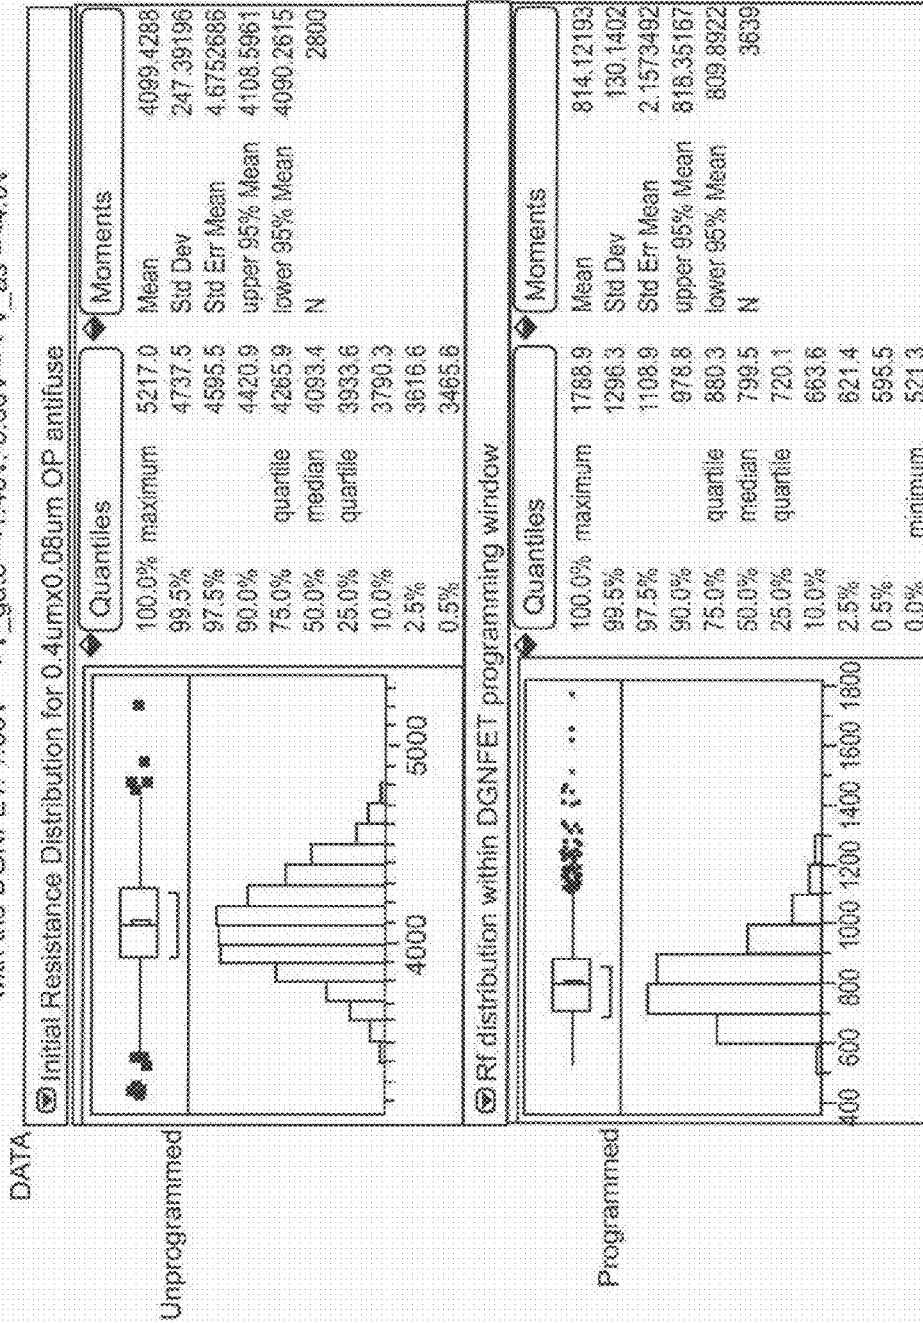 DATA
Initial Resistance Distribution for 0.4umx0.08um OP antifuse
Unprogrammed
4000 5000
Quantiles
100.0% maximum 5217.0
99.5% 4737.5
97.5% 4595.5
90.0% 4420.9
75.0% quartile 4265.9
50.0% median 4093.4
25.0% quartile 3933.6
10.0% 3790.3
2.5% 3616.6
0.5% 3465.6
Moments
Mean 4099.4288
Std Dev 247.39196
Std Err Mean 4.6752686
upper 95% Mean 4108.5961
lower 95% Mean 4090.2615
N 2800
Rf distribution within DGNFET programming window
Programmed
400 600 800 1000 1200 1400 1600 1800
Quantiles
100.0% maximum 1788.9
99.5% 1296.3
97.5% 1108.9
90.0% 978.8
75.0% quartile 880.3
50.0% median 799.5
25.0% quartile 720.1
10.0% 663.6
2.5% 621.4
0.5% 595.5
0.0% minimum 521.3
Moments
Mean 814.12193
Std Dev 130.1402
Std Err Mean 2.1573492
upper 95% Mean 818.35167
lower 95% Mean 809.8922
N 3639